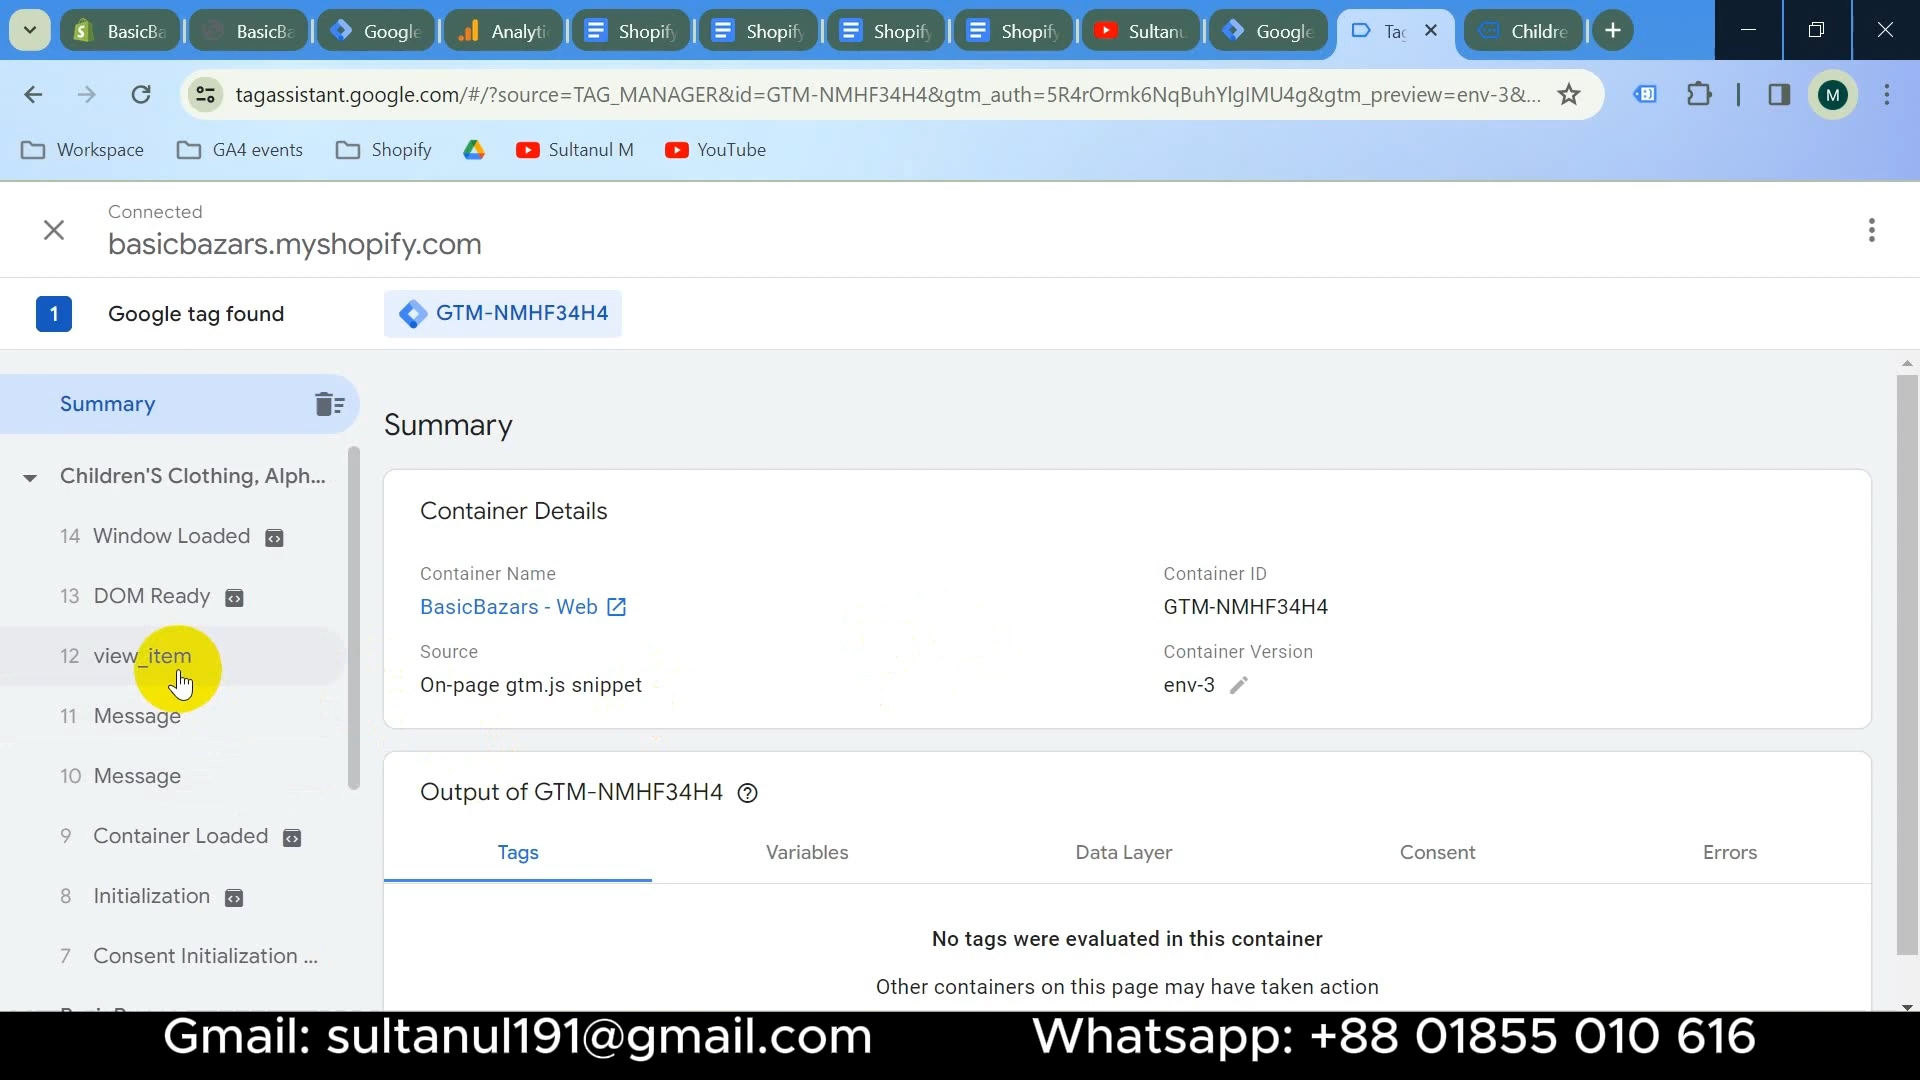 BasicBa
BasicBa
Google
Analyti
Shopify
Shopify
Shopify
Shopify
Sultanu
Google
Tag
Childre
tagassistant.google.com/#/?source=TAG_MANAGER&id=GTM-NMHF34H4&gtm_auth=5R4rOrmk6NqBuhYlgIMU4g&gtm_preview=env-3&...
M
Workspace
GA4 events
Shopify
Sultanul M
YouTube
Connected
basicbazars.myshopify.com
1
Google tag found
GTM-NMHF34H4
Summary
Children'S Clothing, Alph...
14 Window Loaded
13 DOM Ready
12 view_item
11 Message
10 Message
9 Container Loaded
8 Initialization
7 Consent Initialization ...
Summary
Container Details
Container Name
BasicBazars - Web
Container ID
GTM-NMHF34H4
Source
On-page gtm.js snippet
Container Version
env-3
Output of GTM-NMHF34H4
Tags
Variables
Data Layer
Consent
Errors
No tags were evaluated in this container
Other containers on this page may have taken action
Gmail: sultanul191@gmail.com
Whatsapp: +88 01855 010 616